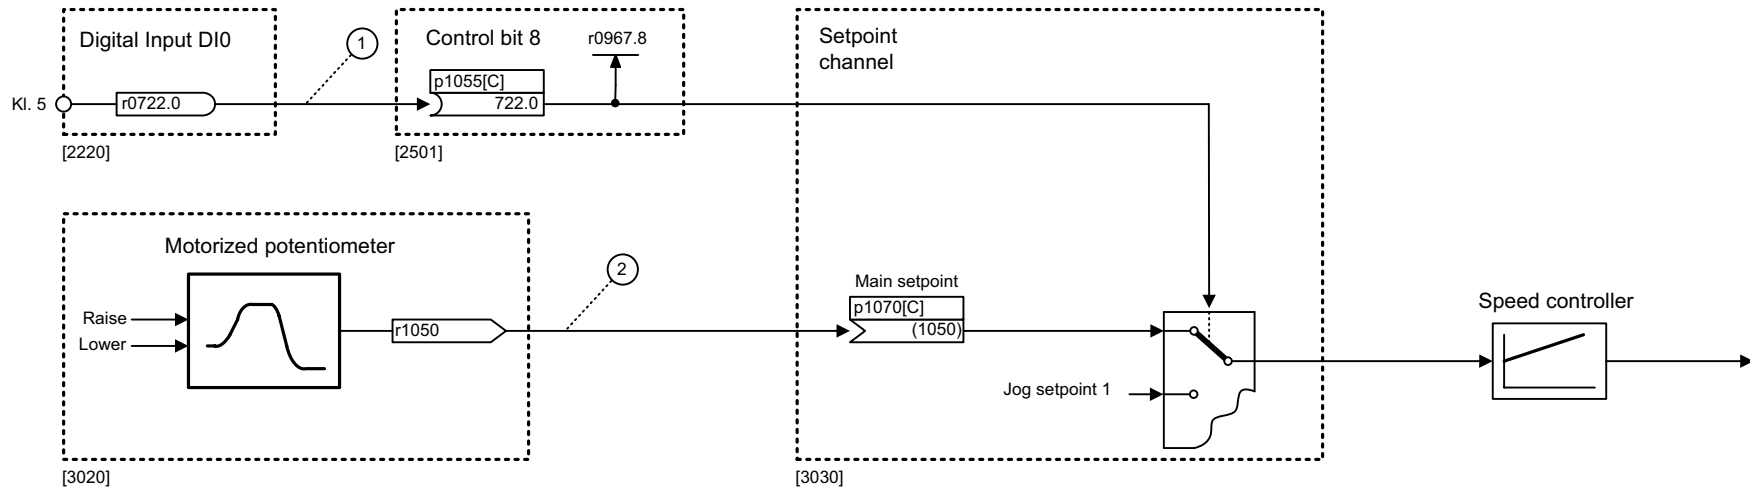 Digital Input DI0
Kl. 5
r0722.0
[2220]
1
Control bit 8
r0967.8
p1055[C]
722.0
[2501]
Setpoint
channel
Motorized potentiometer
Raise
Lower
r1050
[3020]
2
Main setpoint
p1070[C]
(1050)
Jog setpoint 1
[3030]
Speed controller